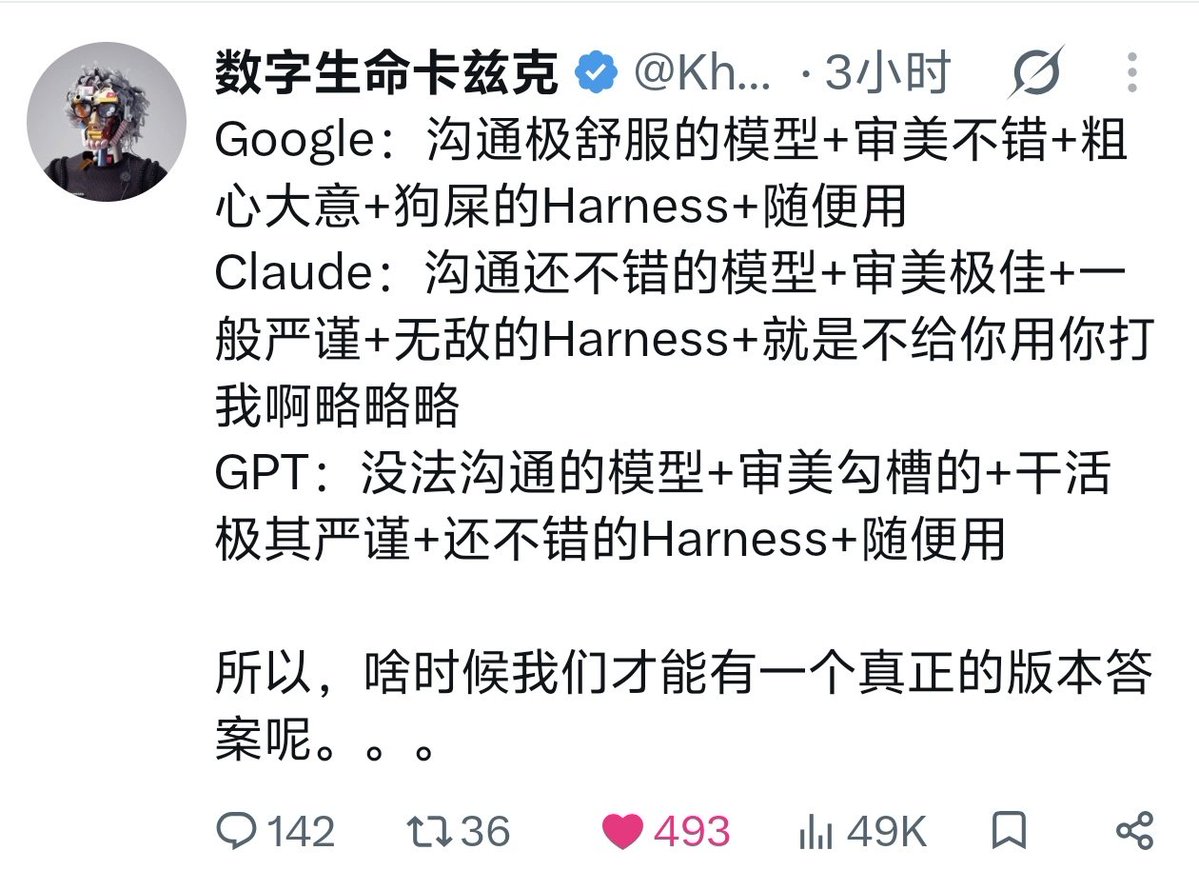 数字生命卡兹克 @Kh... · 3小时
Google：沟通极舒服的模型+审美不错+粗
心大意+狗屎的Harness+随便用
Claude：沟通还不错的模型+审美极佳+一
般严谨+无敌的Harness+就是不给你用你打
我啊略略略
GPT：没法沟通的模型+审美勾槽的+干活
极其严谨+还不错的Harness+随便用
所以，啥时候我们才能有一个真正的版本答
案呢。。。
142 36 493 49K